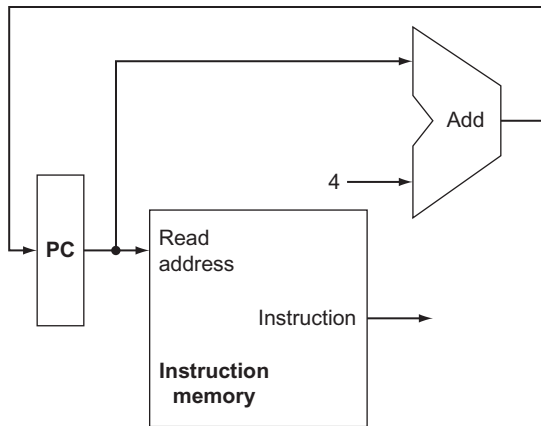 Add
4
PC
Read
address
Instruction
Instruction
memory